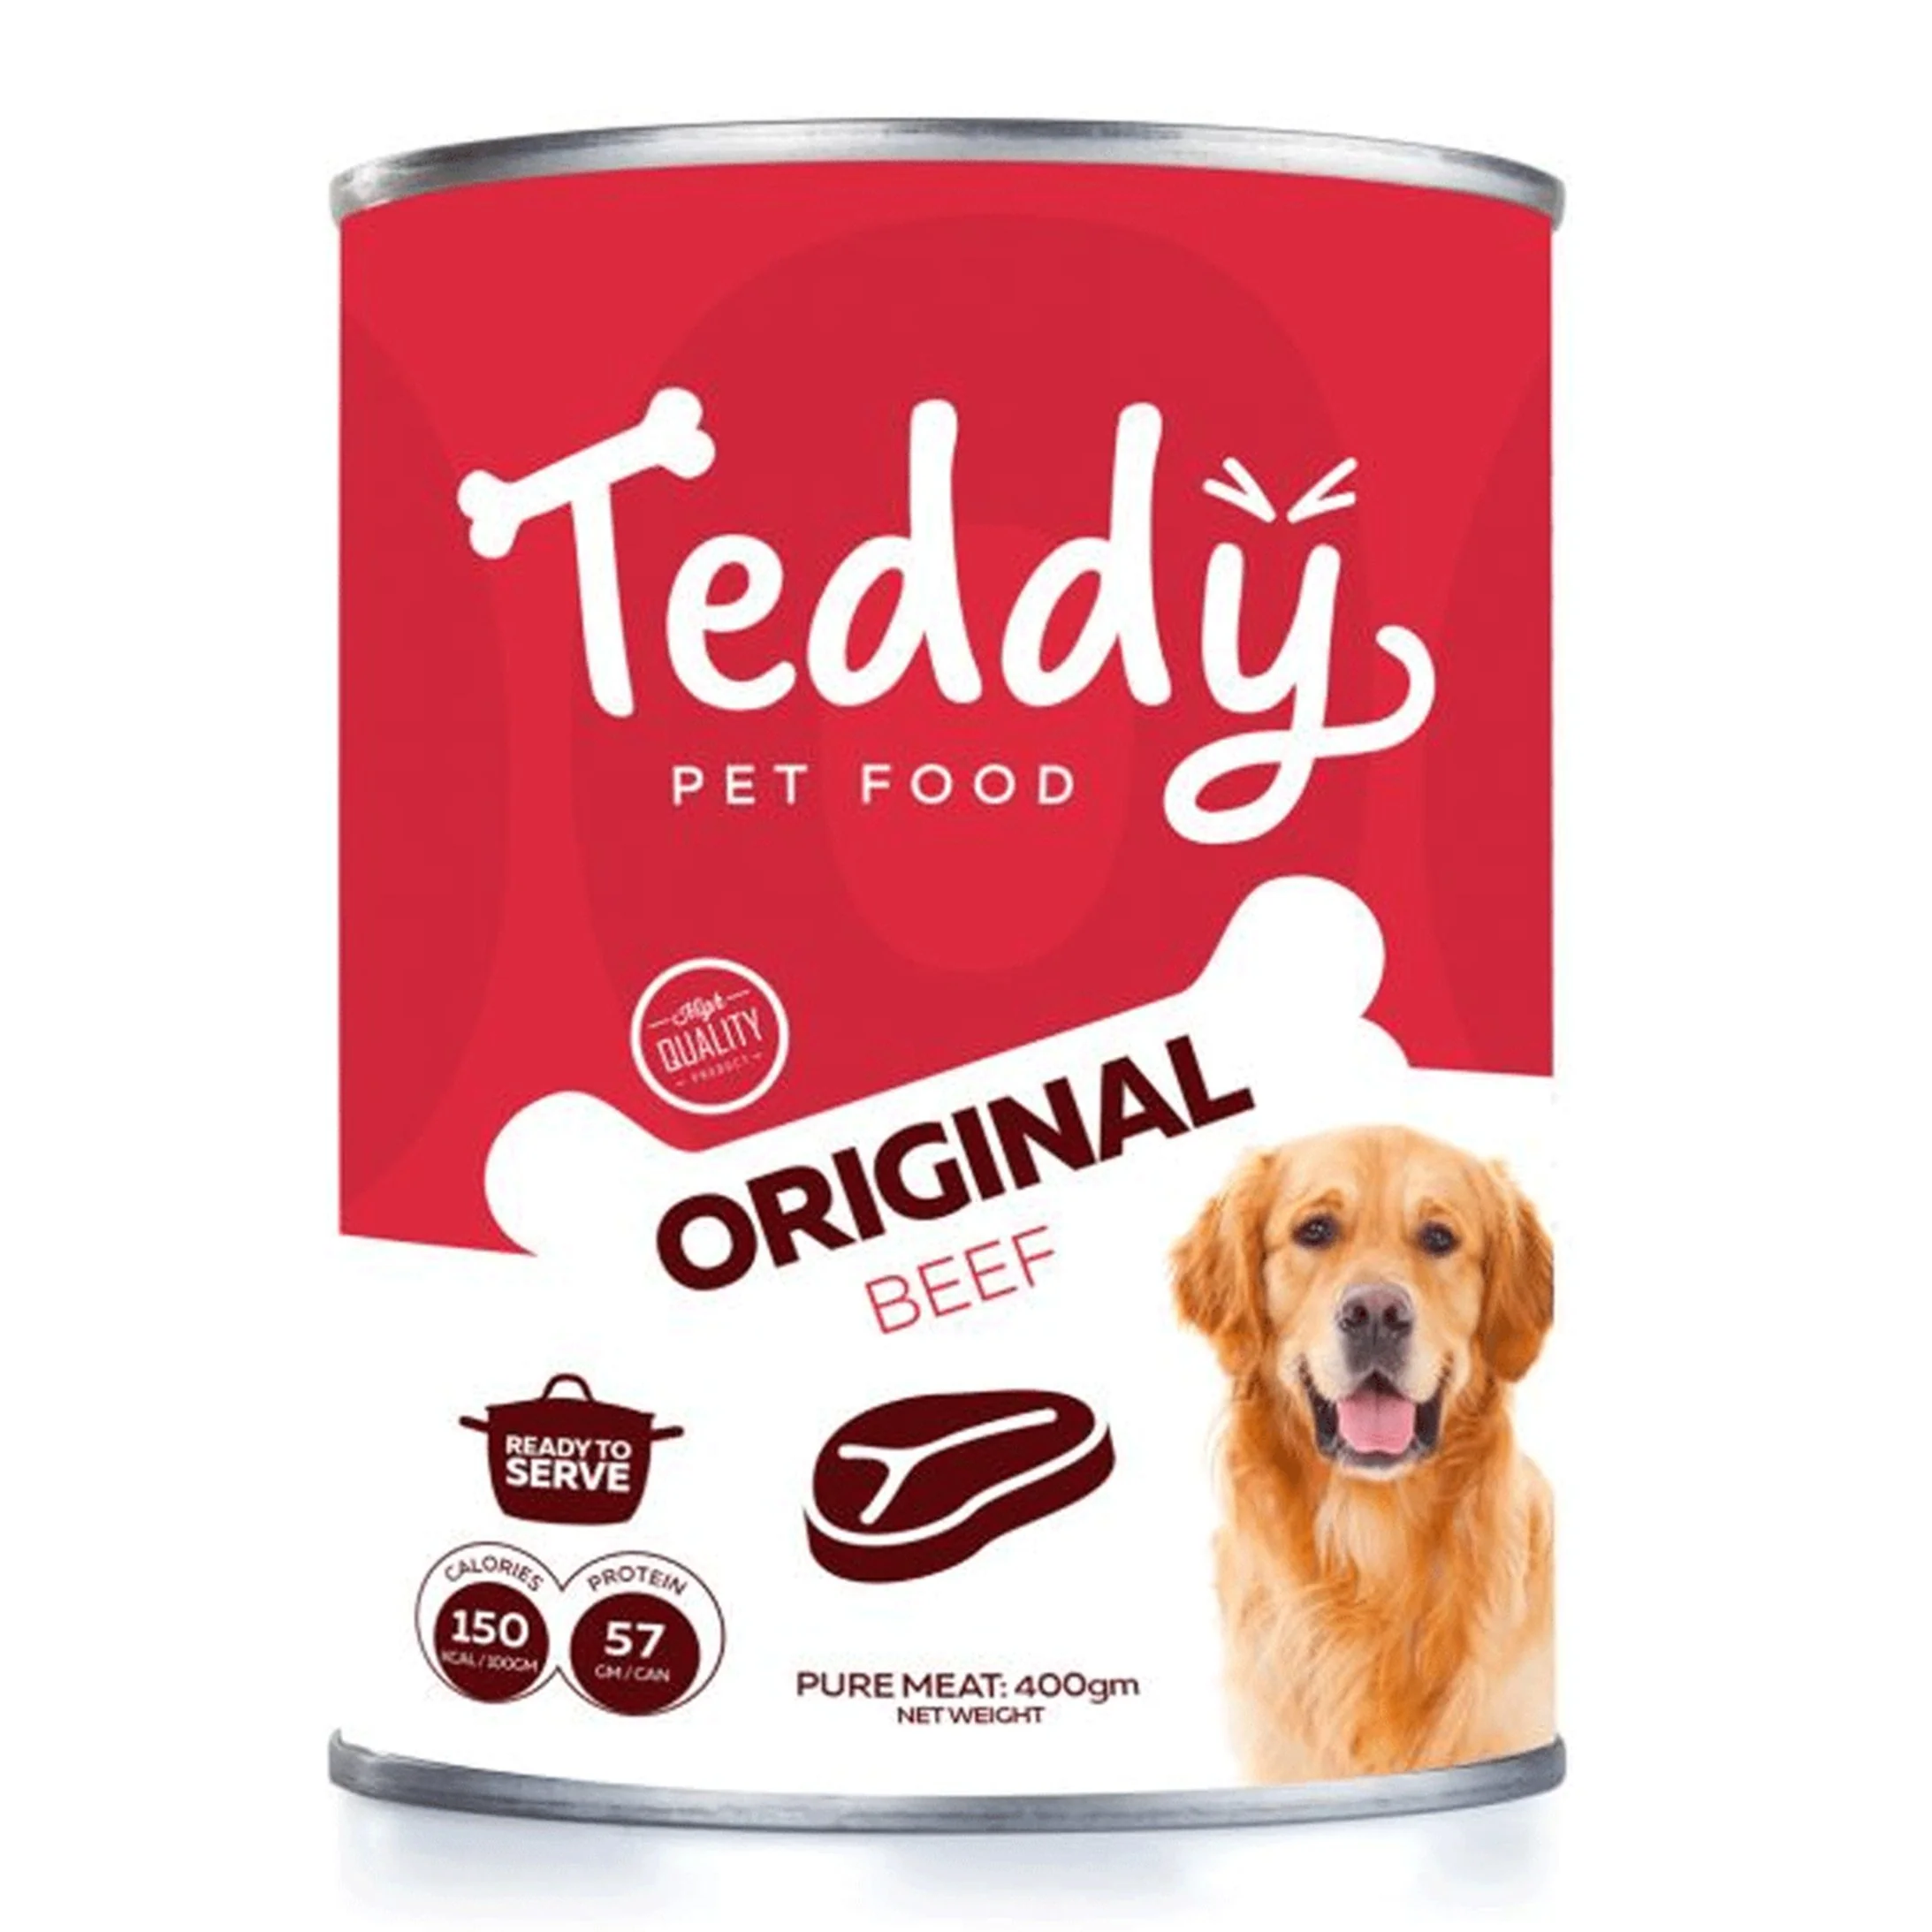 Teddy
PET FOOD
High
QUALITY
PRODUCT
ORIGINAL
BEEF
READY TO
SERVE
CALORIES
150
KCAL/100GM
PROTEIN
57
GM/CAN
PURE MEAT: 400gm
NET WEIGHT